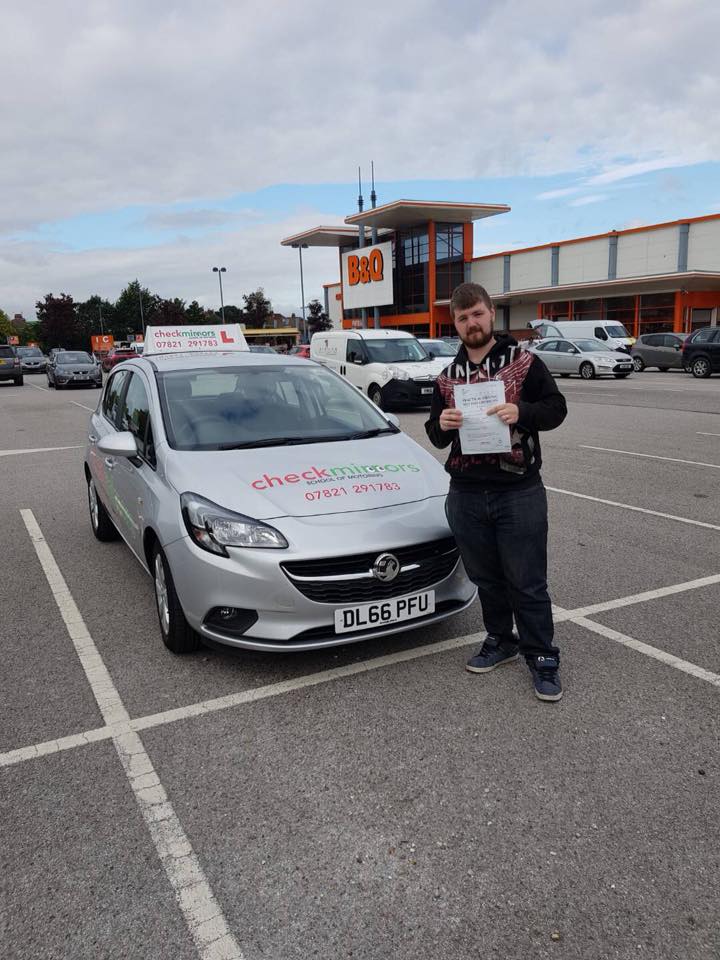 B&Q
checkmirrors L
07821 291783
checkmirrors
SCHOOL OF MOTORING
07821 291783
DL66 PFU